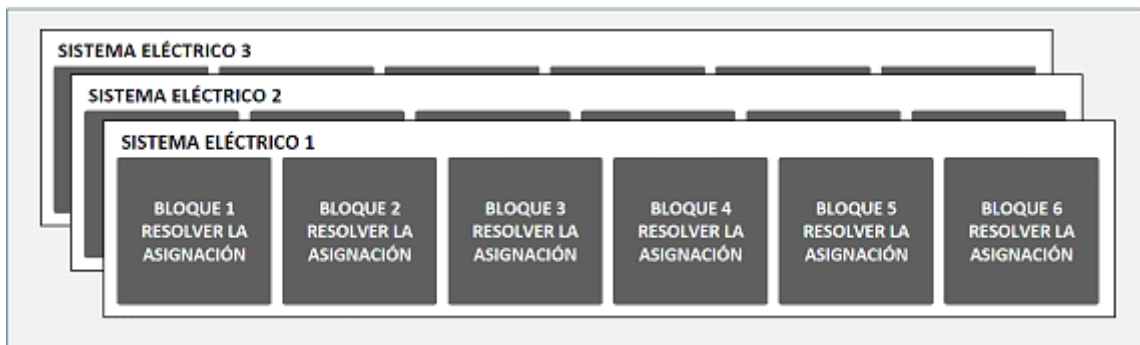 SISTEMA ELÉCTRICO 3
SISTEMA ELÉCTRICO 2
SISTEMA ELÉCTRICO 1
BLOQUE 1
RESOLVER LA
ASIGNACIÓN
BLOQUE 2
RESOLVER LA
ASIGNACIÓN
BLOQUE 3
RESOLVER LA
ASIGNACIÓN
BLOQUE 4
RESOLVER LA
ASIGNACIÓN
BLOQUE 5
RESOLVER LA
ASIGNACIÓN
BLOQUE 6
RESOLVER LA
ASIGNACIÓN